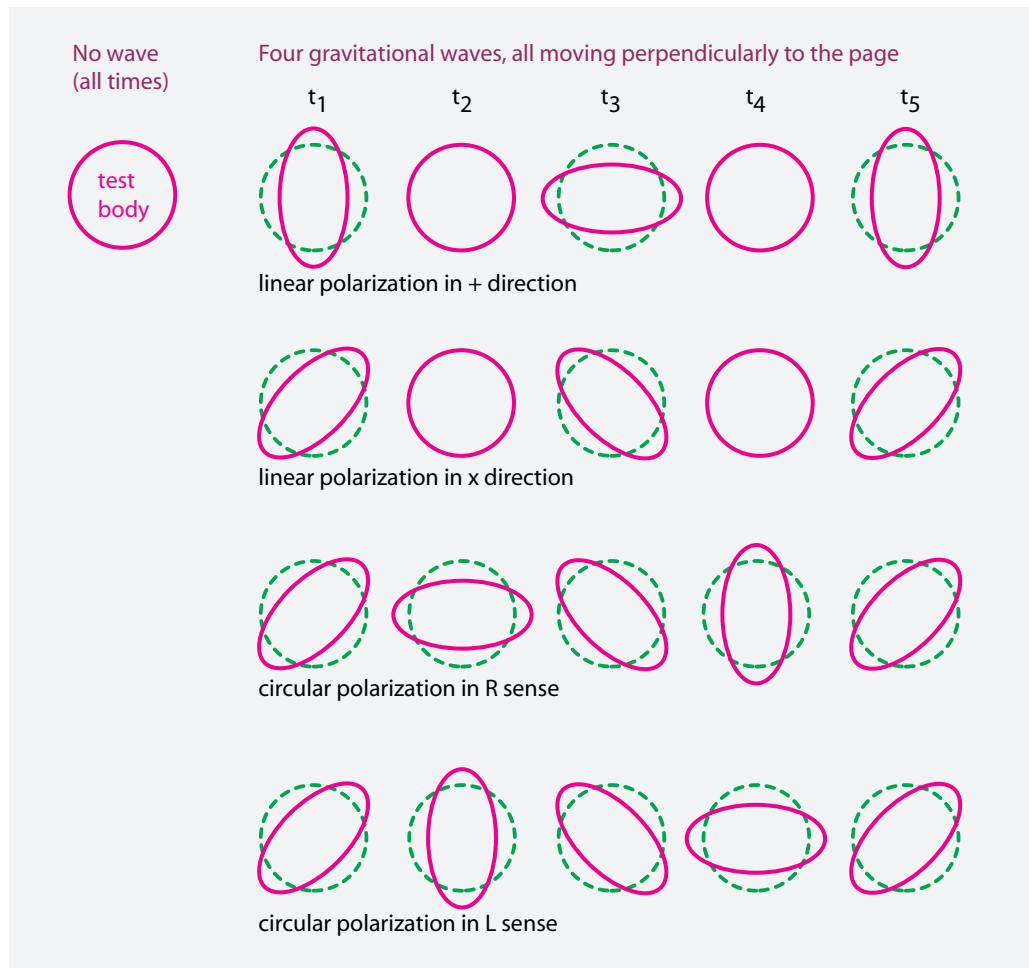 No wave
(all times)
Four gravitational waves, all moving perpendicularly to the page
t1 t2 t3 t4 t5
test
body
linear polarization in + direction
linear polarization in x direction
circular polarization in R sense
circular polarization in L sense